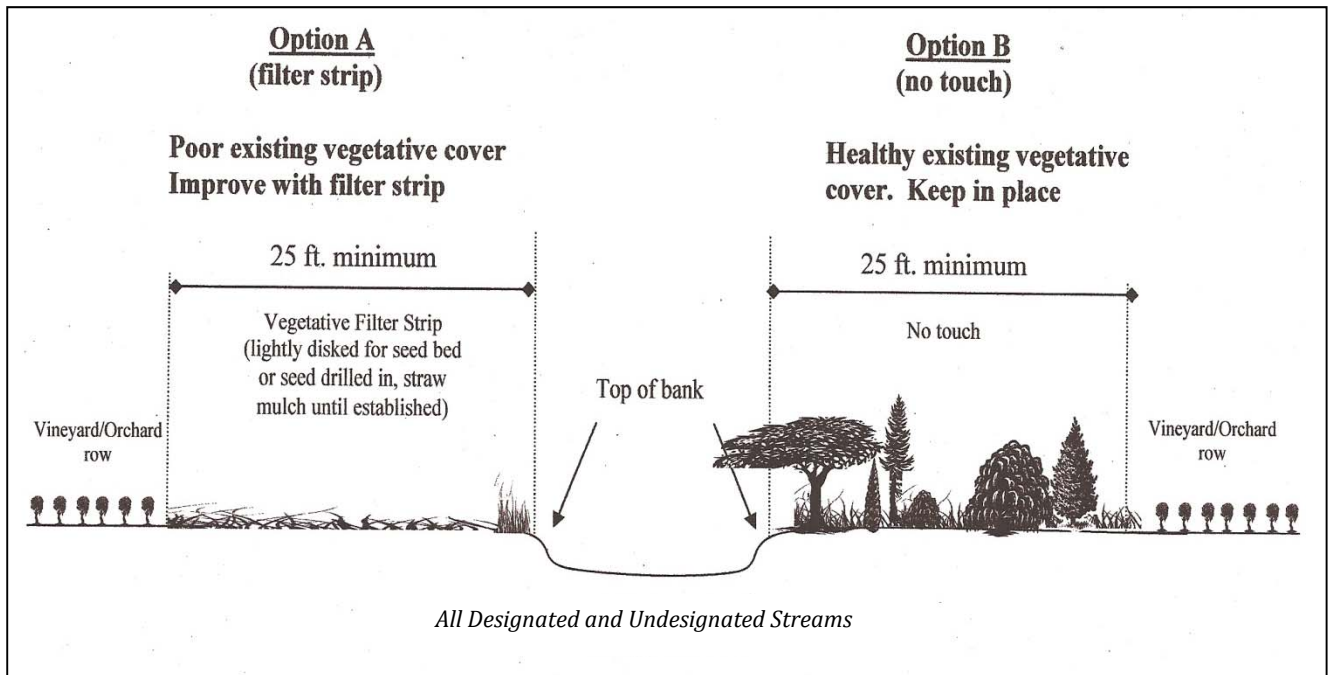 Option A
(filter strip)
Poor existing vegetative cover
Improve with filter strip
25 ft. minimum
Vegetative Filter Strip
(lightly disked for seed bed
or seed drilled in, straw
mulch until established)
Vineyard/Orchard
row
Top of bank
Option B
(no touch)
Healthy existing vegetative
cover. Keep in place
25 ft. minimum
No touch
Vineyard/Orchard
row
All Designated and Undesignated Streams